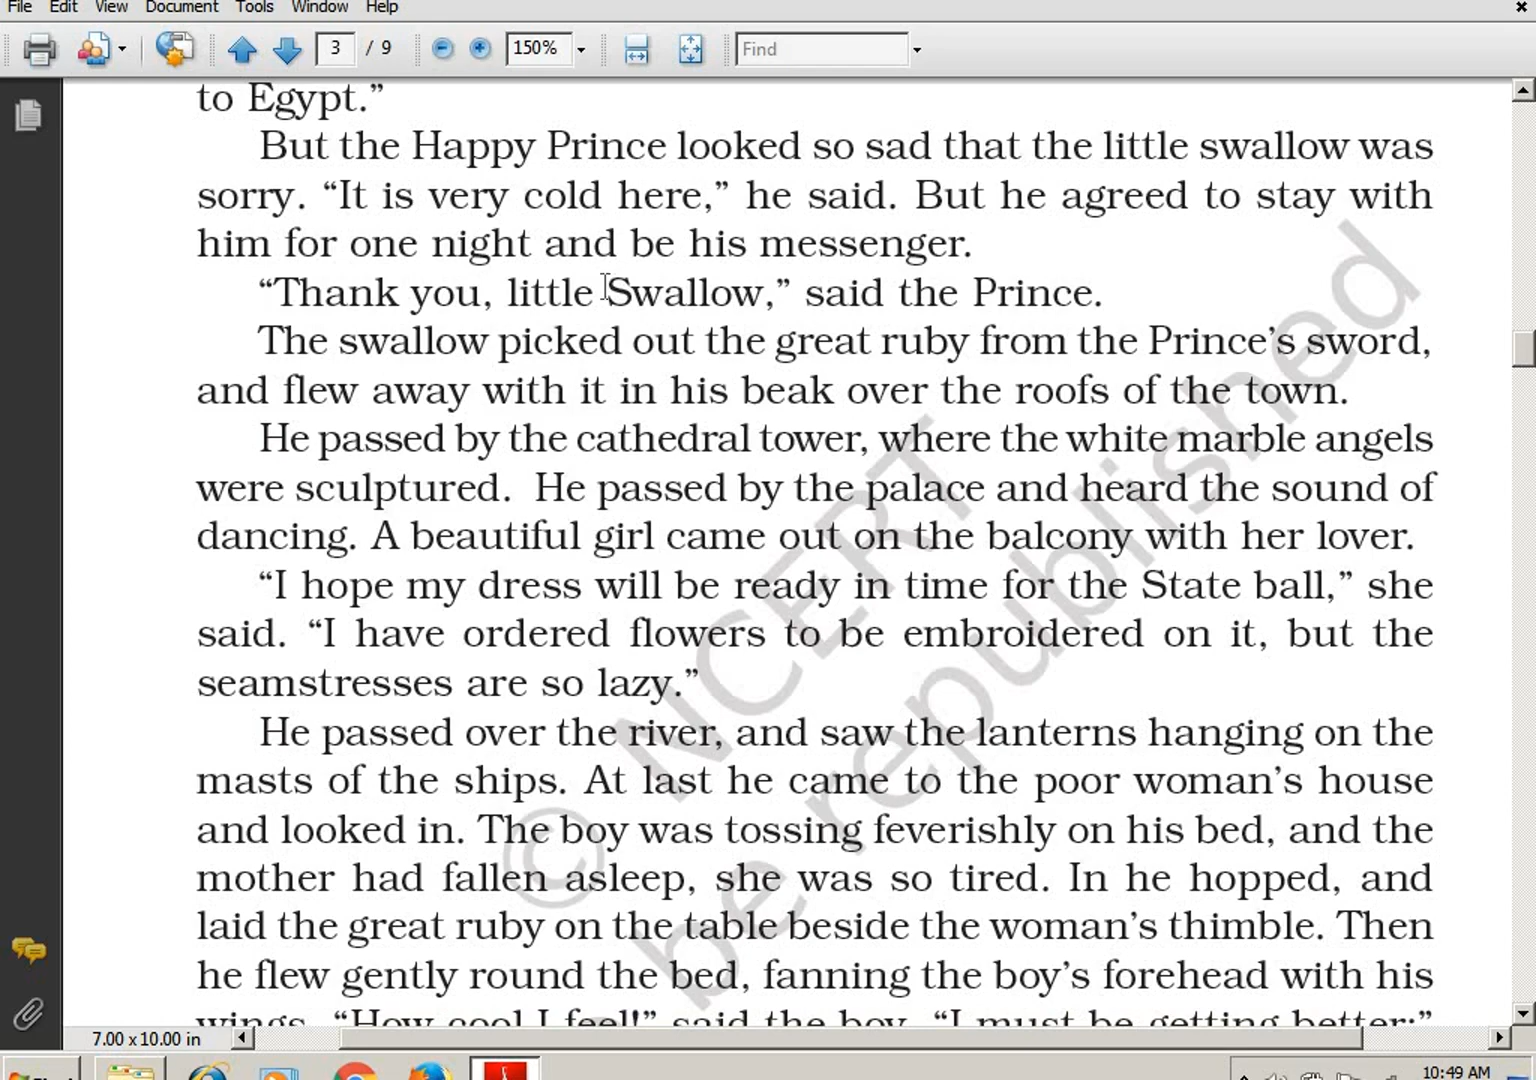 File Edit View Document Tools Window Help
3 / 9 150% Find
to Egypt.”
But the Happy Prince looked so sad that the little swallow was
sorry. “It is very cold here,” he said. But he agreed to stay with
him for one night and be his messenger.
“Thank you, little Swallow,” said the Prince.
The swallow picked out the great ruby from the Prince’s sword,
and flew away with it in his beak over the roofs of the town.
He passed by the cathedral tower, where the white marble angels
were sculptured. He passed by the palace and heard the sound of
dancing. A beautiful girl came out on the balcony with her lover.
“I hope my dress will be ready in time for the State ball,” she
said. “I have ordered flowers to be embroidered on it, but the
seamstresses are so lazy.”
He passed over the river, and saw the lanterns hanging on the
masts of the ships. At last he came to the poor woman’s house
and looked in. The boy was tossing feverishly on his bed, and the
mother had fallen asleep, she was so tired. In he hopped, and
laid the great ruby on the table beside the woman’s thimble. Then
he flew gently round the bed, fanning the boy’s forehead with his
wings. “How cool I feel!” said the boy. “I must be getting better;”
© NCERT
be republished
7.00 x 10.00 in
10:49 AM